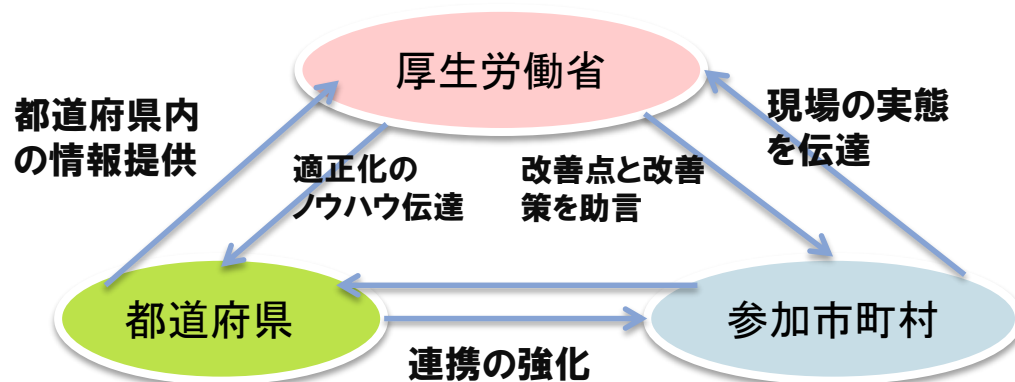 厚生労働省
都道府県内
の情報提供
現場の実態
を伝達
適正化の
ノウハウ伝達
改善点と改善
策を助言
都道府県
参加市町村
連携の強化